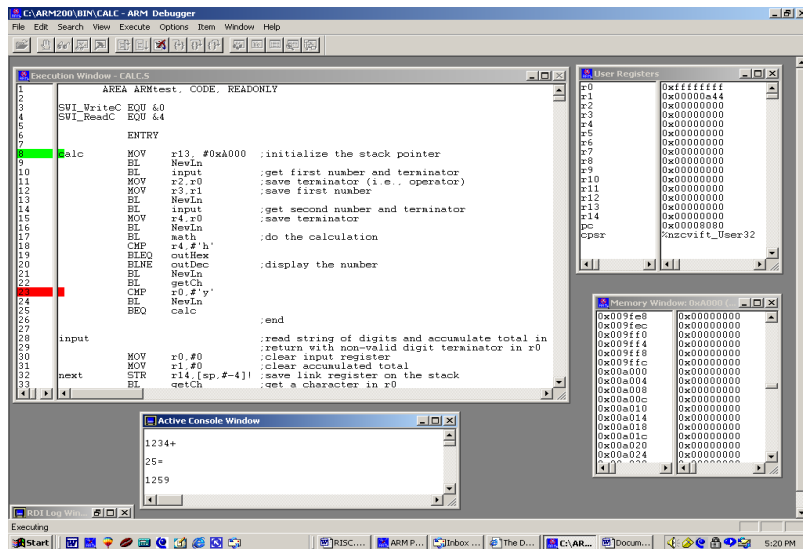 C:\ARM200\BIN\CALC - ARM Debugger
File Edit Search View Execute Options Item Window Help
Execution Window - CALC.S
1 AREA ARMtest, CODE, READONLY
2
3 SWI_WriteC EQU &0
4 SWI_ReadC EQU &4
5
6 ENTRY
7
8 calc MOV r13, #0xA000 ;initialize the stack pointer
9 BL NewLn
10 BL input ;get first number and terminator
11 MOV r2,r0 ;save terminator (i.e., operator)
12 MOV r3,r1 ;save first number
13 BL NewLn
14 BL input ;get second number and terminator
15 MOV r4,r0 ;save terminator
16 BL NewLn
17 BL math ;do the calculation
18 CMP r4,#'h'
19 BLEQ outHex
20 BLNE outDec ;display the number
21 BL NewLn
22 BL getCh
23 CMP r0,#'y'
24 BL NewLn
25 BEQ calc
26 ;end
27
28 input ;read string of digits and accumulate total in
29 ;return with non-valid digit terminator in r0
30 MOV r0,#0 ;clear input register
31 MOV r1,#0 ;clear accumulated total
32 next STR r14,[sp,#-4]! ;save link register on the stack
33 BL getCh ;get a character in r0
User Registers
r0 0xffffffff
r1 0x00000a44
r2 0x00000000
r3 0x00000000
r4 0x00000000
r5 0x00000000
r6 0x00000000
r7 0x00000000
r8 0x00000000
r9 0x00000000
r10 0x00000000
r11 0x00000000
r12 0x00000000
r13 0x00000000
r14 0x00000000
pc 0x00008080
cpsr %nzcvift_User32
Memory Window: 0xA000 (...
0x009fe8 0x00000000
0x009fec 0x00000000
0x009ff0 0x00000000
0x009ff4 0x00000000
0x009ff8 0x00000000
0x009ffc 0x00000000
0x00a000 0x00000000
0x00a004 0x00000000
0x00a008 0x00000000
0x00a00c 0x00000000
0x00a010 0x00000000
0x00a014 0x00000000
0x00a018 0x00000000
0x00a01c 0x00000000
0x00a020 0x00000000
0x00a024 0x00000000
Active Console Window
1234+
25=
1259
RDI Log Win...
Executing
Start RISC.... ARM P... Inbox ... The D... C:\AR... Docum... 5:20 PM